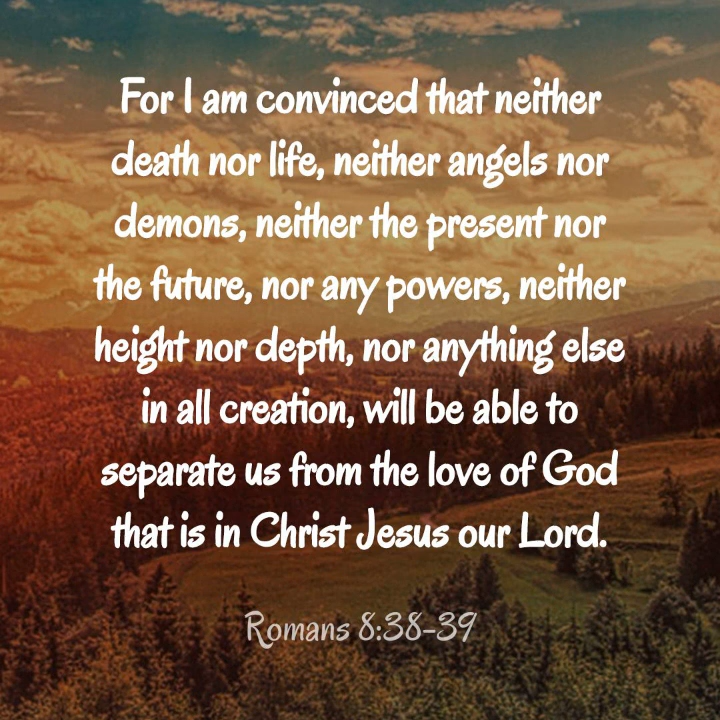 For I am convinced that neither
death nor life, neither angels nor
demons, neither the present nor
the future, nor any powers, neither
height nor depth, nor anything else
in all creation, will be able to
separate us from the love of God
that is in Christ Jesus our Lord.
Romans 8:38-39